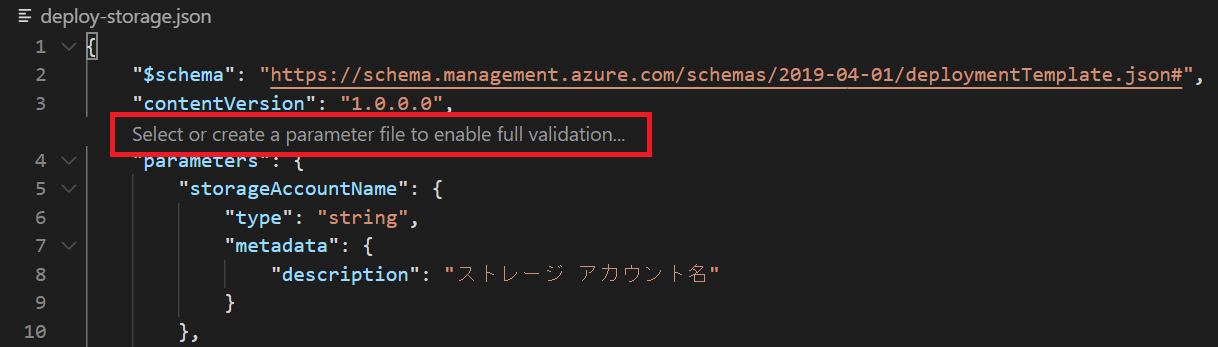 deploy-storage.json
1 {
2 "$schema": "https://schema.management.azure.com/schemas/2019-04-01/deploymentTemplate.json#",
3 "contentVersion": "1.0.0.0",
Select or create a parameter file to enable full validation...
4 "parameters": {
5 "storageAccountName": {
6 "type": "string",
7 "metadata": {
8 "description": "ストレージ アカウント名"
9 }
10 },